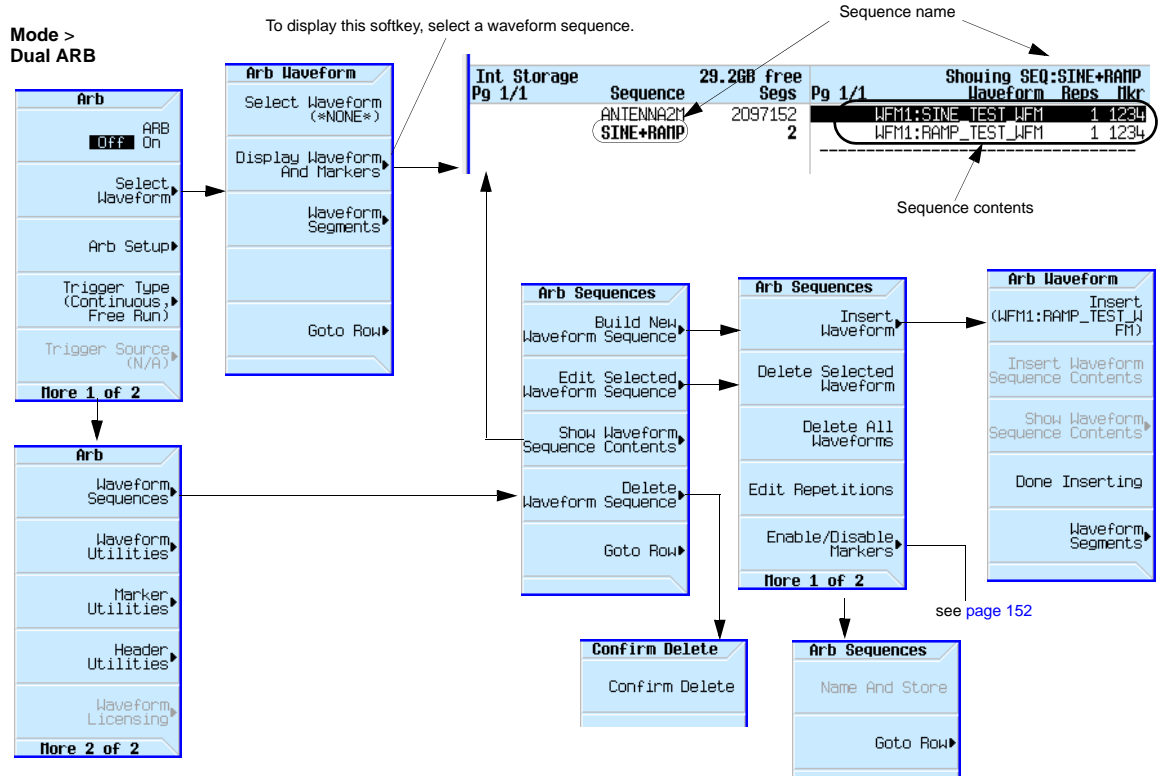 Mode >
Dual ARB
To display this softkey, select a waveform sequence.
Sequence name
Arb
ARB
Off On
Select
Waveform
Arb Setup
Trigger Type
(Continuous,
Free Run)
Trigger Source
(N/A)
More 1 of 2
Arb Waveform
Select Waveform
(*NONE*)
Display Waveform
And Markers
Waveform
Segments
Goto Row
Int Storage 29.2GB free
Pg 1/1 Sequence Segs
ANTENNA2M 2097152
SINE+RAMP 2
Showing SEQ:SINE+RAMP
Pg 1/1 Waveform Reps Mkr
WFM1:SINE_TEST_WFM 1 1234
WFM1:RAMP_TEST_WFM 1 1234
Sequence contents
Arb
Waveform
Sequences
Waveform
Utilities
Marker
Utilities
Header
Utilities
Waveform
Licensing
More 2 of 2
Arb Sequences
Build New
Waveform Sequence
Edit Selected
Waveform Sequence
Show Waveform
Sequence Contents
Delete
Waveform Sequence
Goto Row
Arb Sequences
Insert
Waveform
Delete Selected
Waveform
Delete All
Waveforms
Edit Repetitions
Enable/Disable
Markers
More 1 of 2
Arb Waveform
Insert
(WFM1:RAMP_TEST_W
FM)
Insert Waveform
Sequence Contents
Show Waveform
Sequence Contents
Done Inserting
Waveform
Segments
see page 152
Confirm Delete
Confirm Delete
Arb Sequences
Name And Store
Goto Row